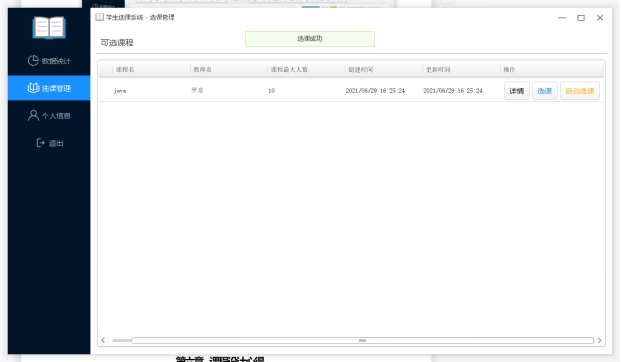 学生选课系统 - 选课管理
可选课程
选课成功
数据统计
选课管理
个人信息
退出
课程名 教师名 课程最大人数 创建时间 更新时间 操作
java 罗京 10 2021/06/29 16:25:24 2021/06/29 16:25:24 详情 选课 自动选课